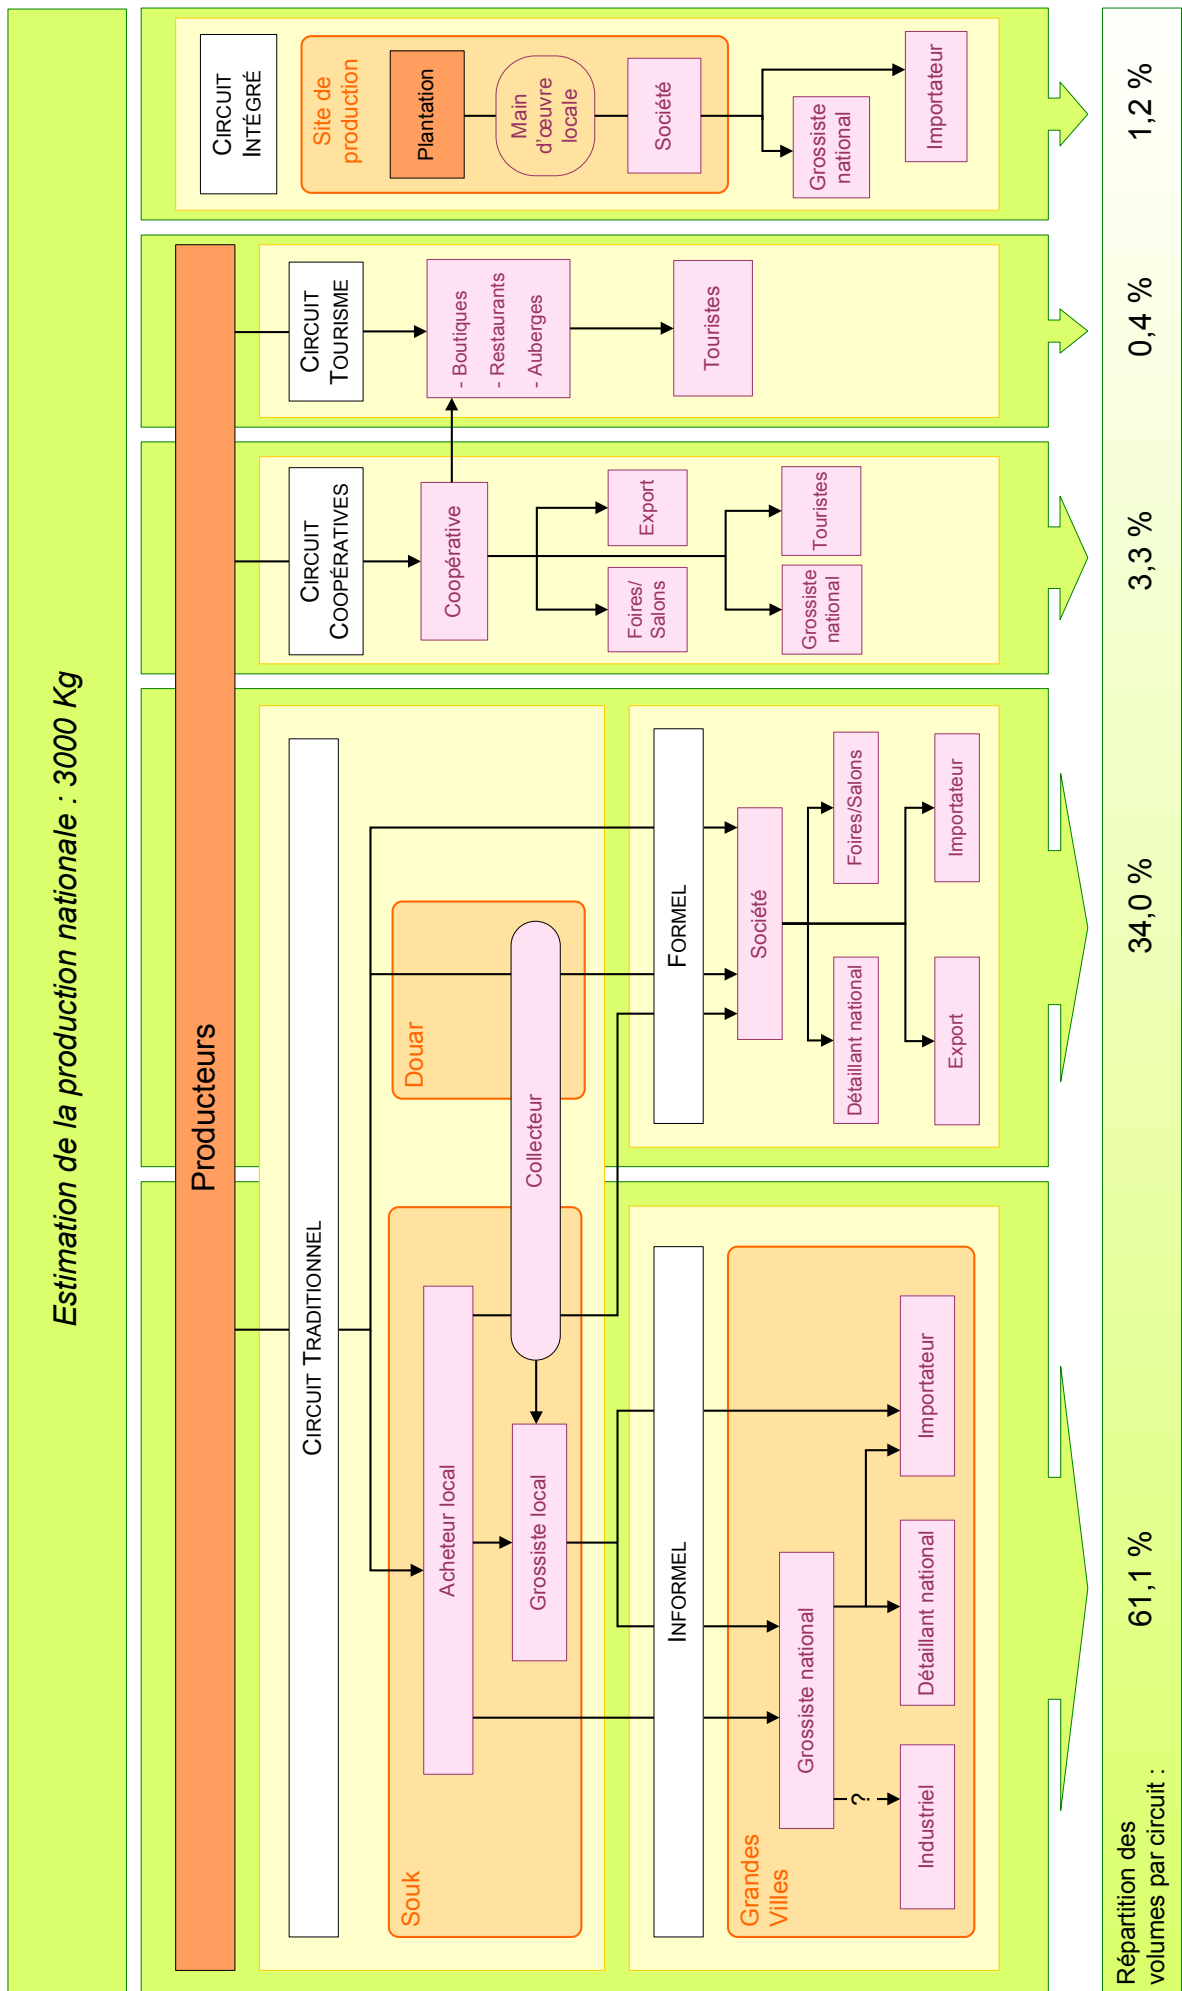 Estimation de la production nationale : 3000 Kg
Producteurs
CIRCUIT TRADITIONNEL
Souk
Acheteur local
Grossiste local
Collecteur
Douar
INFORMEL
Grandes
Villes
Grossiste national
?
Industriel
Détaillant national
Importateur
FORMEL
Société
Détaillant national
Foires/Salons
Export
Importateur
CIRCUIT
COOPÉRATIVES
Coopérative
Foires/
Salons
Export
Grossiste
national
Touristes
CIRCUIT
TOURISME
- Boutiques
- Restaurants
- Auberges
Touristes
CIRCUIT
INTÉGRÉ
Site de
production
Plantation
Main
d'œuvre
locale
Société
Grossiste
national
Importateur
Répartition des
volumes par circuit :
61,1 %
34,0 %
3,3 %
0,4 %
1,2 %